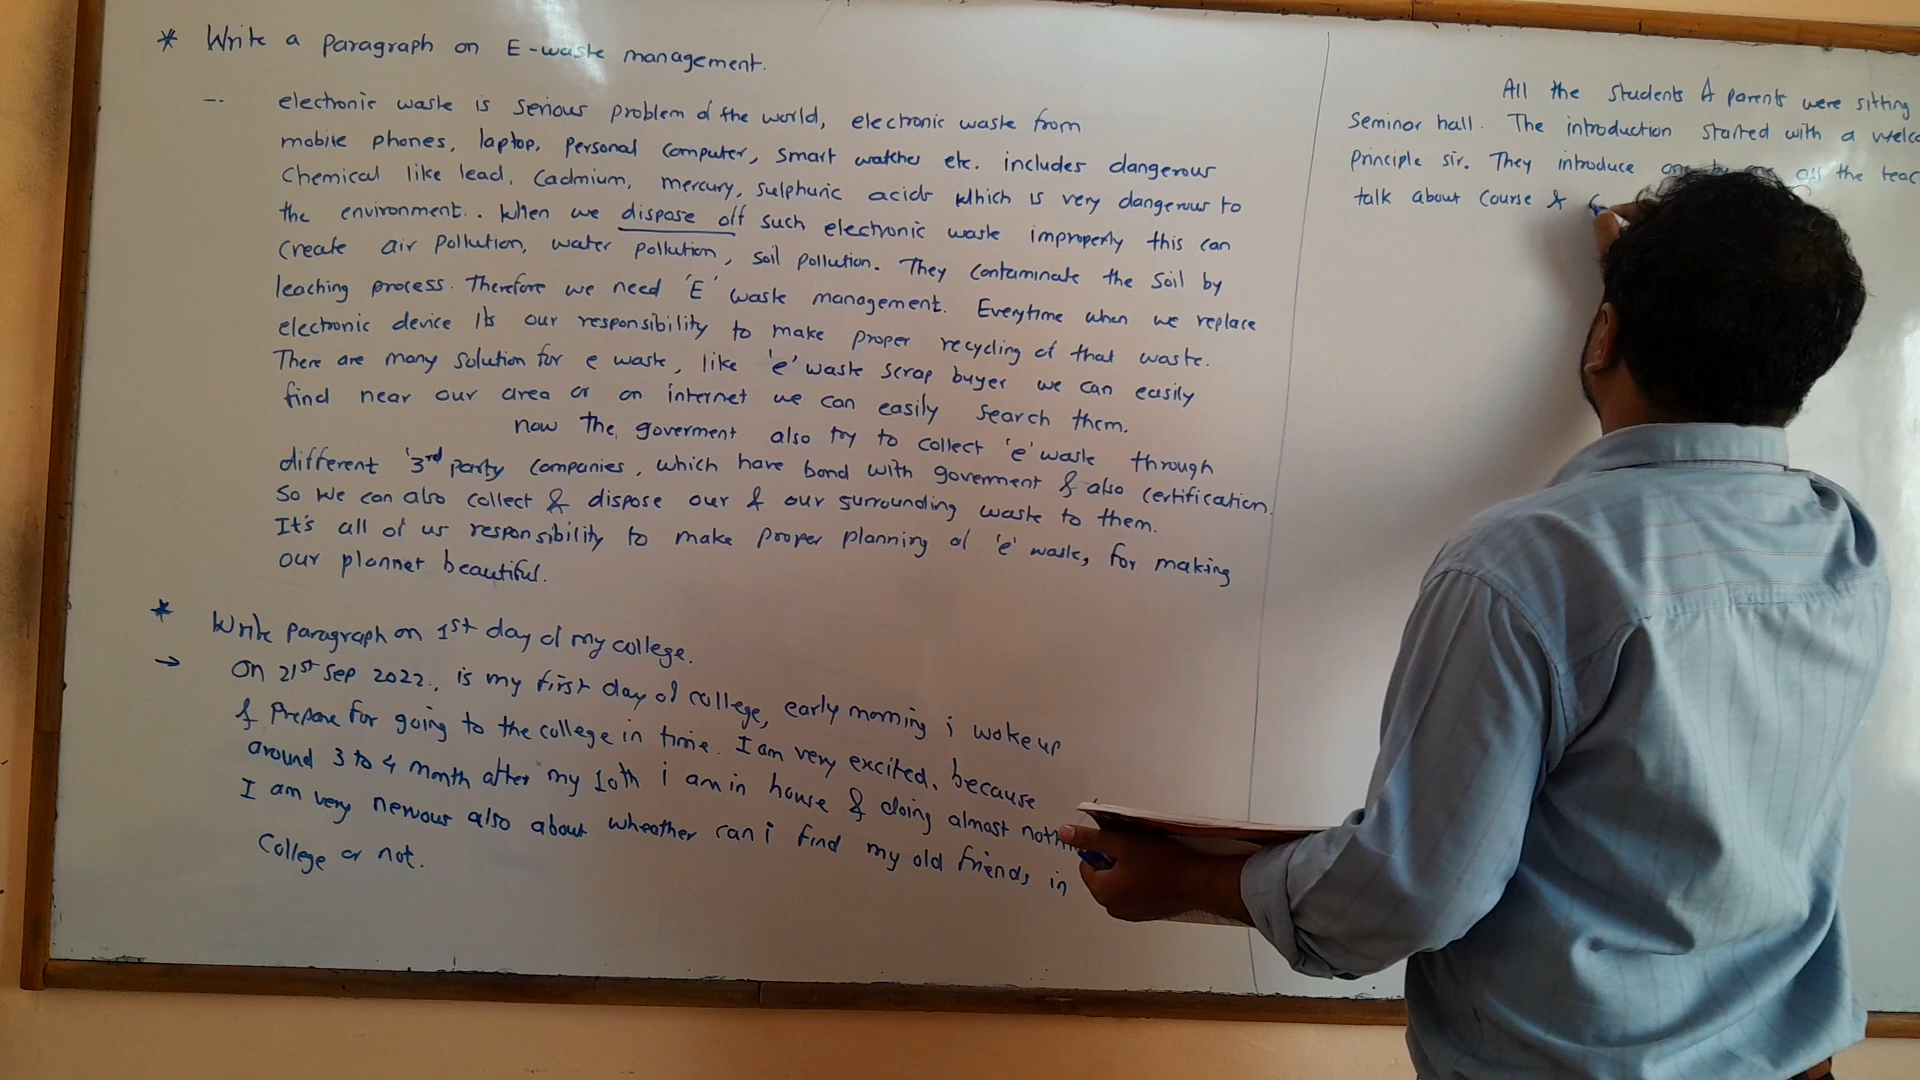 * Write a paragraph on E-waste management.
-- electronic waste is serious problem of the world, electronic waste from
mobile phones, laptop, personal computer, smart watches etc. includes dangerous
chemical like lead, cadmium, mercury, sulphuric acids which is very dangerous to
the environment.. When we dispose off such electronic waste improperly this can
create air pollution, water pollution, soil pollution. They contaminate the soil by
leaching process. Therefore we need 'E' waste management. Everytime when we replace
electronic device Its our responsibility to make proper recycling of that waste.
There are many solution for e waste, like 'e' waste scrap buyer we can easily
find near our area or on internet we can easily search them.
now the goverment also try to collect 'e' waste through
different '3rd party companies, which have bond with goverment & also certification.
So we can also collect & dispose our & our surrounding waste to them.
It's all of us responsibility to make proper planning of 'e' waste, for making
our plannet beautiful.
* Write paragraph on 1st day of my college.
→ On 21st Sep 2022., is my first day of college, early morning i wokeup
& prepare for going to the college in time. I am very excited, because
around 3 to 4 month after my 10th i am in house & doing almost
I am very nervous also about wheather can i find my old friends in
college or not.
All the students & parents were sitting
Seminar hall. The introduction started with a
principle sir. They introduce the
talk about course &